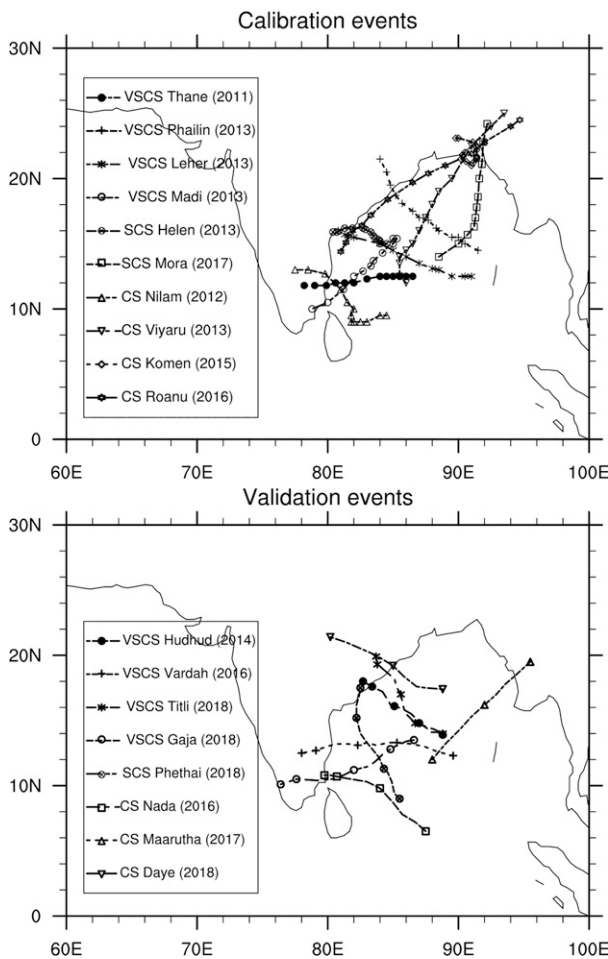 Calibration events
30N
20N
10N
0
VSCS Thane (2011)
VSCS Phailin (2013)
VSCS Leher (2013)
VSCS Madi (2013)
SCS Helen (2013)
SCS Mora (2017)
CS Nilam (2012)
CS Viyaru (2013)
CS Komen (2015)
CS Roanu (2016)
60E 70E 80E 90E 100E
Validation events
30N
20N
10N
0
VSCS Hudhud (2014)
VSCS Vardah (2016)
VSCS Titli (2018)
VSCS Gaja (2018)
SCS Phethai (2018)
CS Nada (2016)
CS Maarutha (2017)
CS Daye (2018)
60E 70E 80E 90E 100E